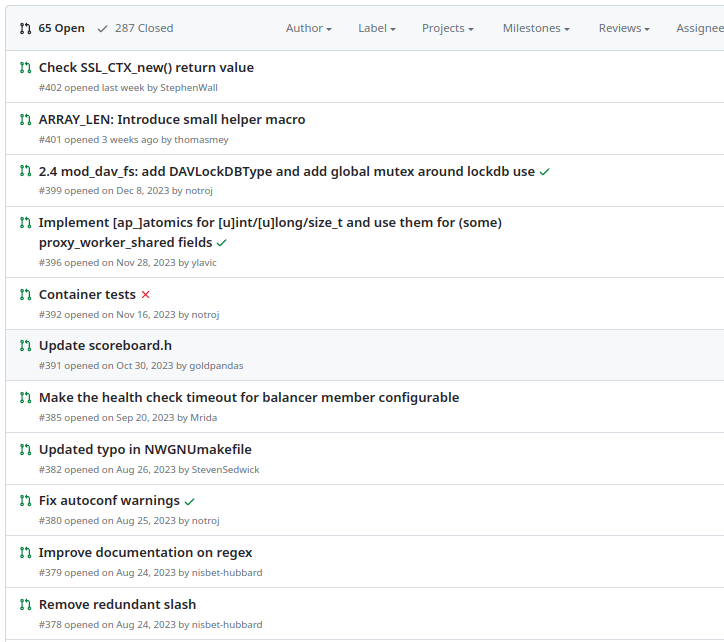 65 Open 287 Closed Author Label Projects Milestones Reviews Assignee
Check SSL_CTX_new() return value
#402 opened last week by StephenWall
ARRAY_LEN: Introduce small helper macro
#401 opened 3 weeks ago by thomasmey
2.4 mod_dav_fs: add DAVLockDBType and add global mutex around lockdb use
#399 opened on Dec 8, 2023 by notroj
Implement [ap_]atomics for [u]int/[u]long/size_t and use them for (some)
proxy_worker_shared fields
#396 opened on Nov 28, 2023 by ylavic
Container tests
#392 opened on Nov 16, 2023 by notroj
Update scoreboard.h
#391 opened on Oct 30, 2023 by goldpandas
Make the health check timeout for balancer member configurable
#385 opened on Sep 20, 2023 by Mrida
Updated typo in NWGNUmakefile
#382 opened on Aug 26, 2023 by StevenSedwick
Fix autoconf warnings
#380 opened on Aug 25, 2023 by notroj
Improve documentation on regex
#379 opened on Aug 24, 2023 by nisbet-hubbard
Remove redundant slash
#378 opened on Aug 24, 2023 by nisbet-hubbard